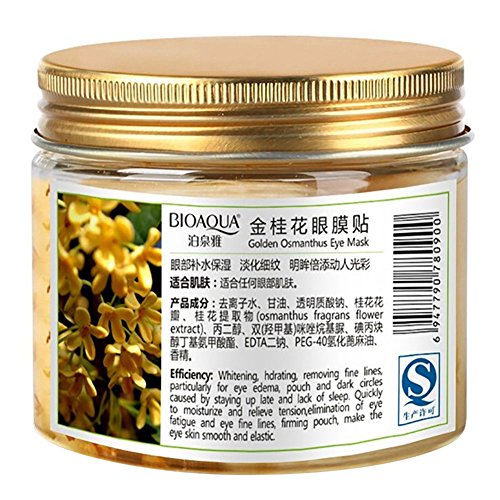 BIOAQUA
泊泉雅
金桂花眼膜贴
Golden Osmanthus Eye Mask
眼部补水保湿 淡化细纹 明眸倍添动人光彩
适合肌肤：适合任何眼部肌肤。
产品成分：去离子水、甘油、透明质酸钠、桂花花
瓣、桂花提取物(osmanthus fragrans flower
extract)、丙二醇、双(羟甲基)咪唑烷基脲、碘丙炔
醇丁基氨甲酸酯、EDTA二钠、PEG-40氢化蓖麻油、
香精。
Efficiency: Whitening, hdrating, removing fine lines,
particularly for eye edema, pouch and dark circles
caused by staying up late and lack of sleep. Quickly
to moisturize and relieve tension,elimination of eye
fatigue and eye fine lines, firming pouch, make the
eye skin smooth and elastic.
6 947790 780900
QS
生产许可